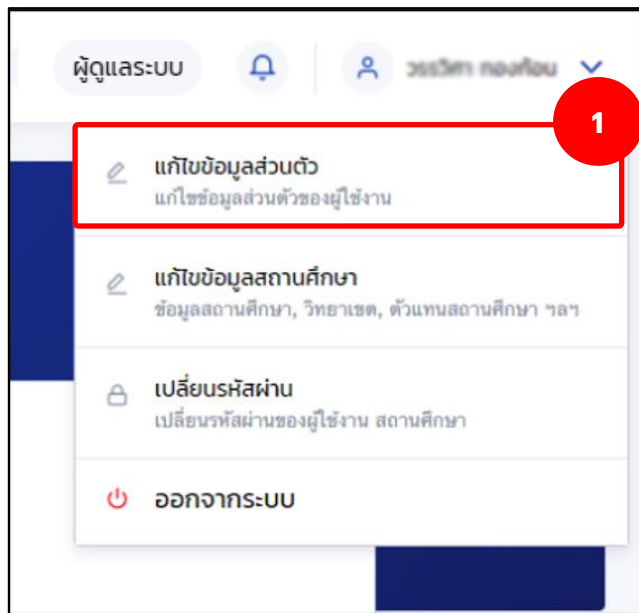 ผู้ดูแลระบบ
1
แก้ไขข้อมูลส่วนตัว
แก้ไขข้อมูลส่วนตัวของผู้ใช้งาน
แก้ไขข้อมูลสถานศึกษา
ข้อมูลสถานศึกษา, วิทยาเขต, ตัวแทนสถานศึกษา ฯลฯ
เปลี่ยนรหัสผ่าน
เปลี่ยนรหัสผ่านของผู้ใช้งาน สถานศึกษา
ออกจากระบบ